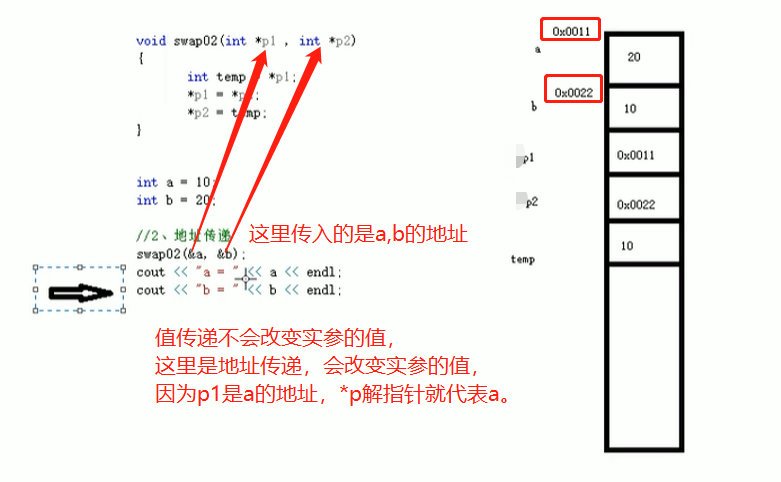 void swap02(int *p1 , int *p2)
{
int temp *p1;
*p1 = *p2;
*p2 = temp;
}
int a = 10;
int b = 20;
//2、地址传递
swap02(&a, &b);
cout << "a = " << a << endl;
cout << "b = " << b << endl;
这里传入的是a,b的地址
值传递不会改变实参的值，
这里是地址传递，会改变实参的值，
因为p1是a的地址，*p解指针就代表a。
0x0011
a
20
0x0022
b
10
p1
0x0011
p2
0x0022
temp
10